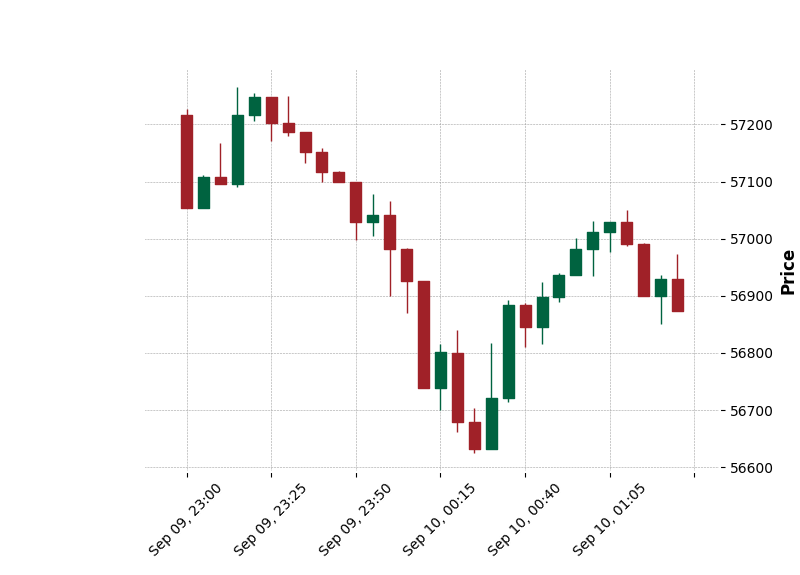 57200
57100
57000
56900
56800
56700
56600
Price
Sep 09, 23:00
Sep 09, 23:25
Sep 09, 23:50
Sep 10, 00:15
Sep 10, 00:40
Sep 10, 01:05